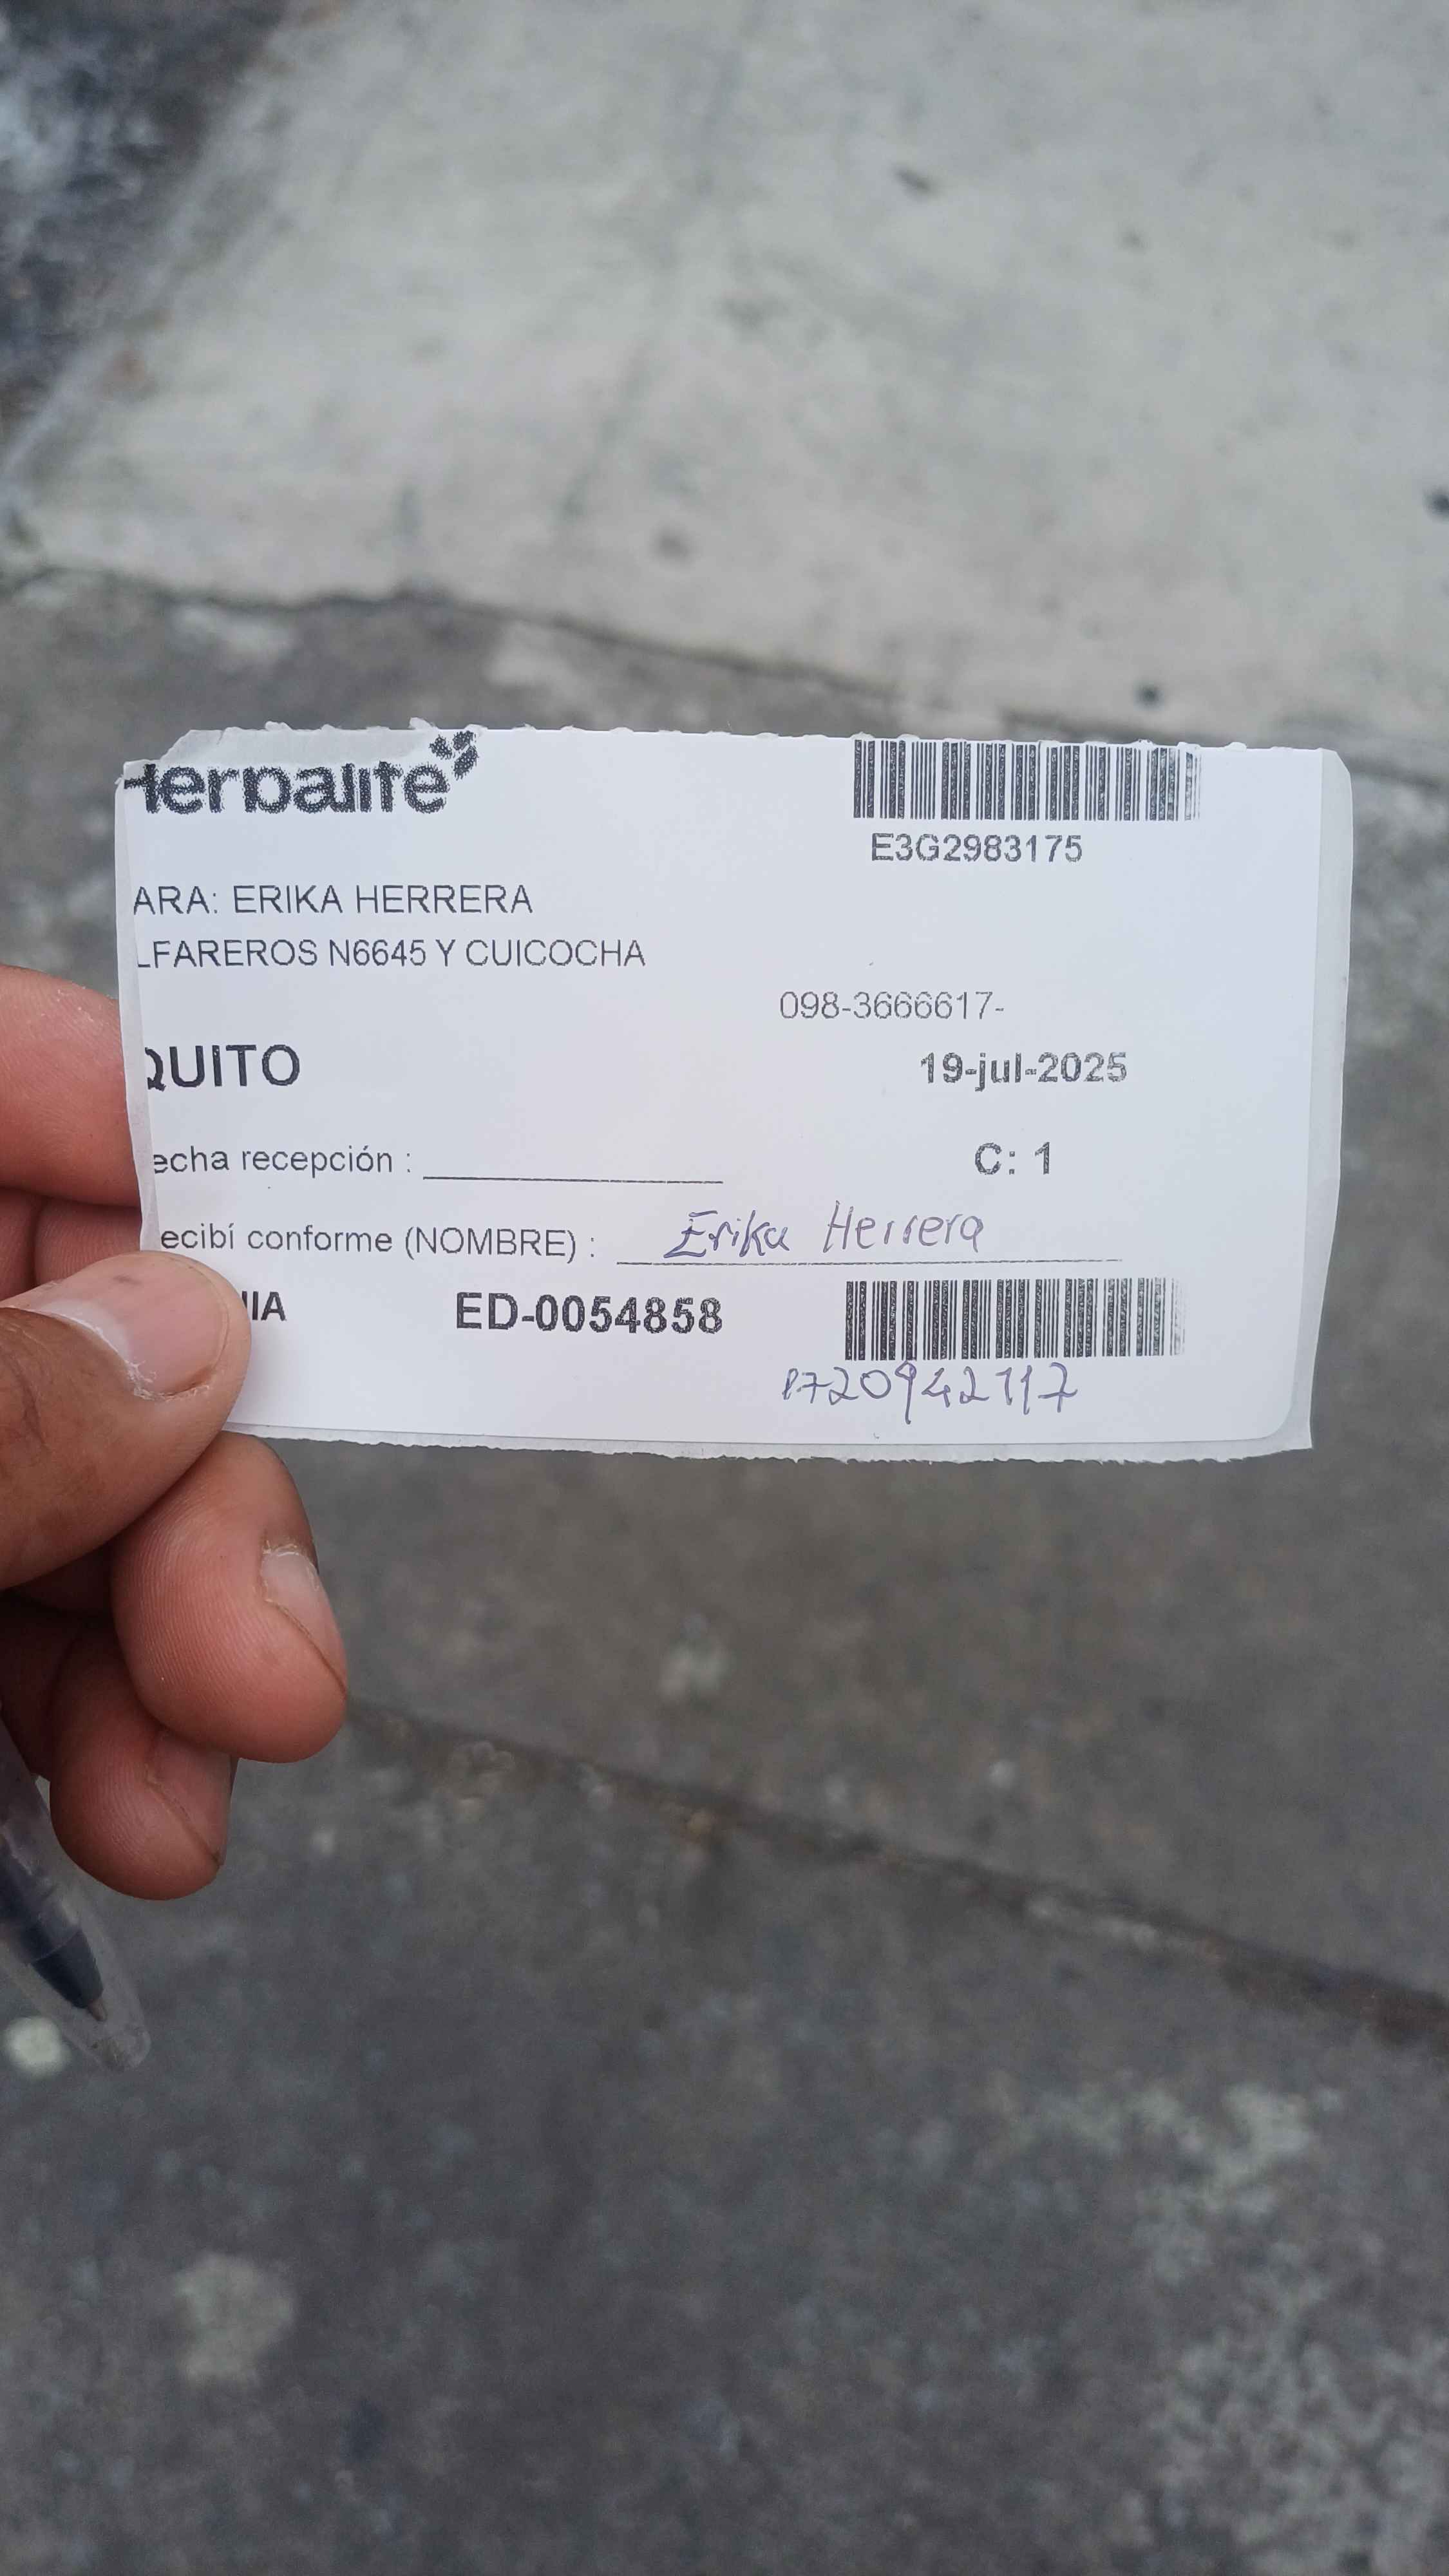 Herbalife
E3G2983175
ARA: ERIKA HERRERA
LFAREROS N6645 Y CUICOCHA
098-3666617-
QUITO
19-jul-2025
echa recepción :
C: 1
ecibí conforme (NOMBRE) : Erika Herrera
IIA ED-0054858
1720942117